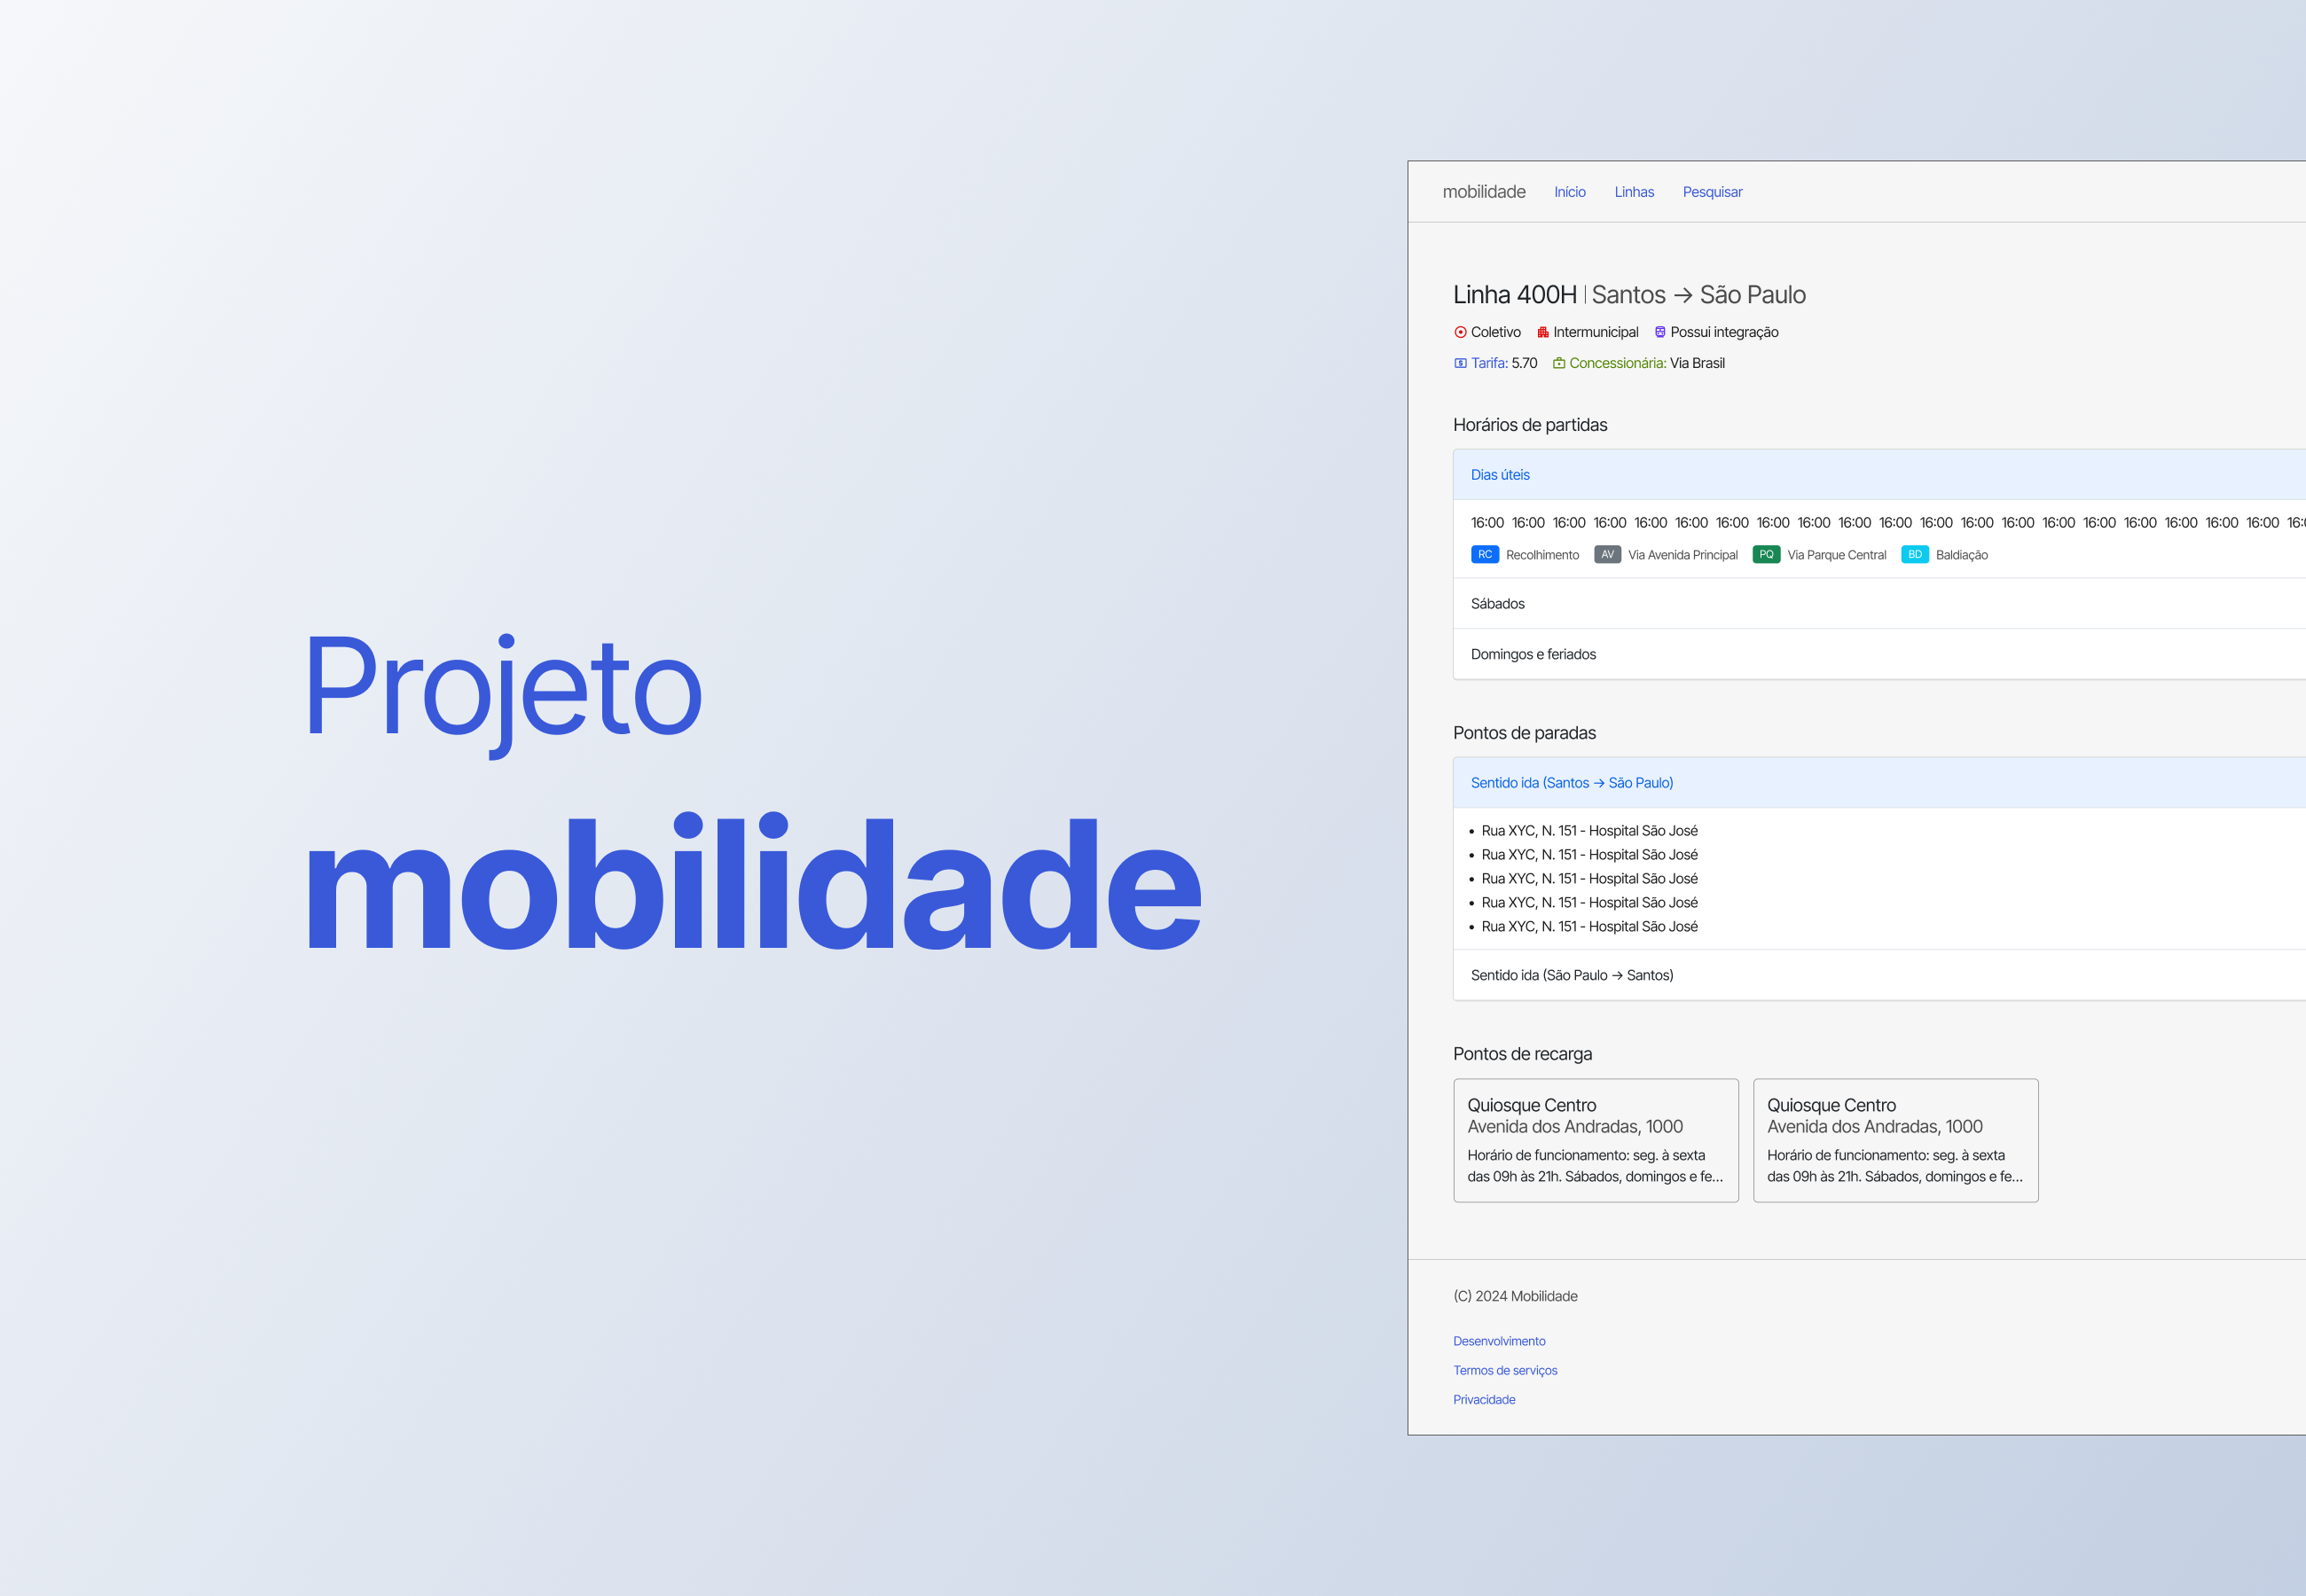 Projeto
mobilidade
mobilidade Início Linhas Pesquisar
Linha 400H | Santos → São Paulo
Coletivo Intermunicipal Possui integração
Tarifa: 5.70 Concessionária: Via Brasil
Horários de partidas
Dias úteis
16:00 16:00 16:00 16:00 16:00 16:00 16:00 16:00 16:00 16:00 16:00 16:00 16:00 16:00 16:00 16:00 16:00 16:00 16:00 16:00
RC Recolhimento AV Via Avenida Principal PQ Via Parque Central BD Baldiação
Sábados
Domingos e feriados
Pontos de paradas
Sentido ida (Santos → São Paulo)
• Rua XYC, N. 151 - Hospital São José
• Rua XYC, N. 151 - Hospital São José
• Rua XYC, N. 151 - Hospital São José
• Rua XYC, N. 151 - Hospital São José
• Rua XYC, N. 151 - Hospital São José
Sentido ida (São Paulo → Santos)
Pontos de recarga
Quiosque Centro
Avenida dos Andradas, 1000
Horário de funcionamento: seg. à sexta
das 09h às 21h. Sábados, domingos e fe...
Quiosque Centro
Avenida dos Andradas, 1000
Horário de funcionamento: seg. à sexta
das 09h às 21h. Sábados, domingos e fe...
(C) 2024 Mobilidade
Desenvolvimento
Termos de serviços
Privacidade